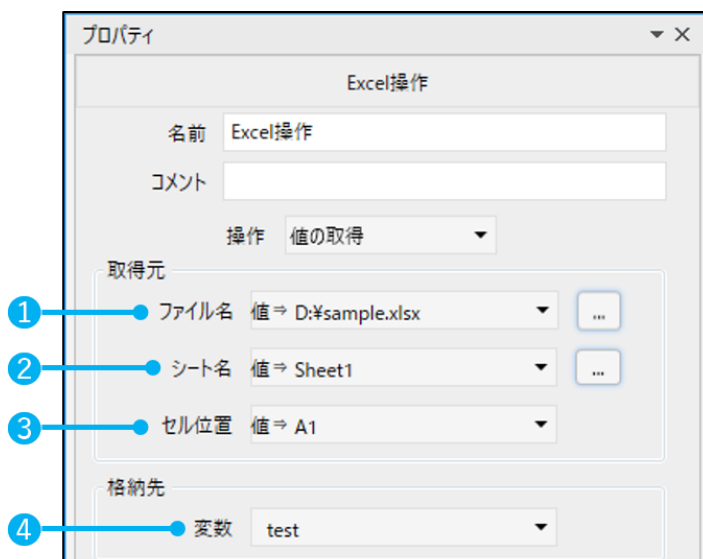 プロパティ
Excel操作
名前 Excel操作
コメント
操作 値の取得
取得元
1 ファイル名 値⇒ D:¥sample.xlsx ...
2 シート名 値⇒ Sheet1 ...
3 セル位置 値⇒ A1
格納先
4 変数 test